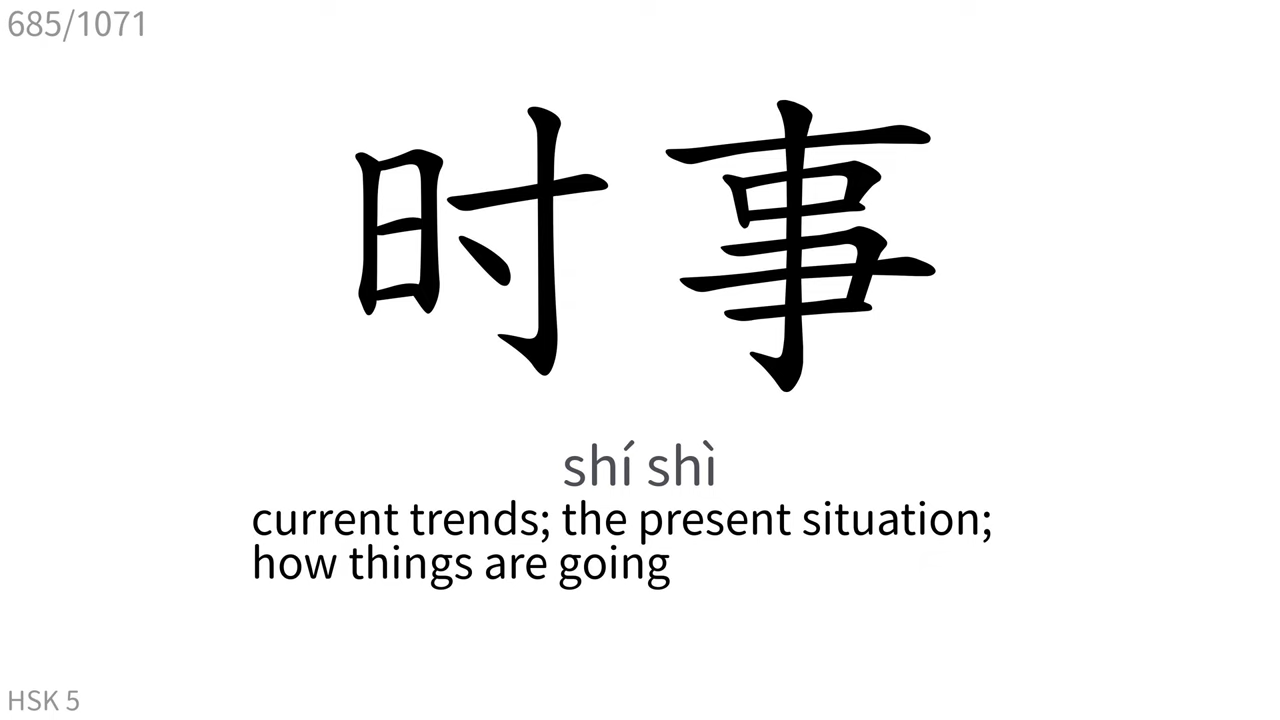 685/1071
时事
shí shì
current trends; the present situation;
how things are going
HSK 5